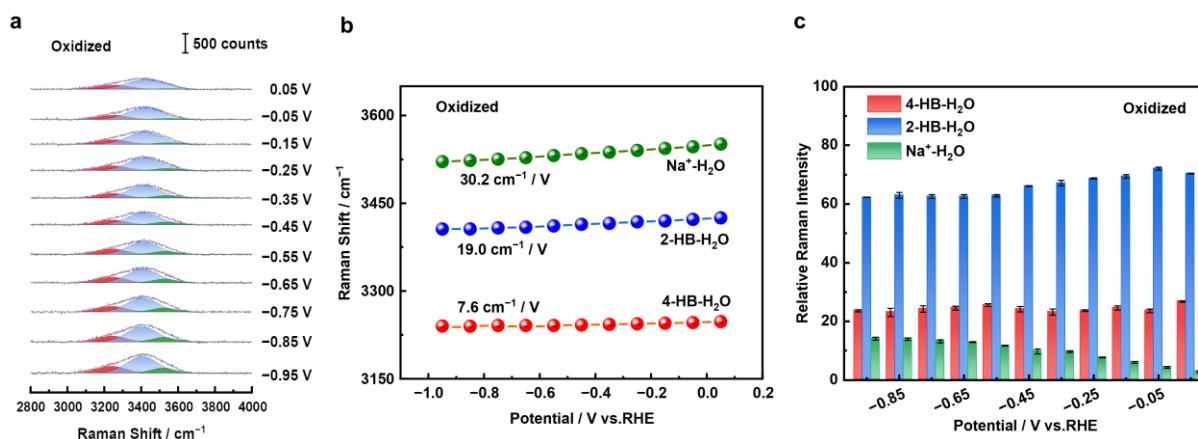 a
Oxidized
500 counts
0.05 V
−0.05 V
−0.15 V
−0.25 V
−0.35 V
−0.45 V
−0.55 V
−0.65 V
−0.75 V
−0.85 V
−0.95 V
2800 3000 3200 3400 3600 3800 4000
Raman Shift / cm⁻¹
b
Raman Shift / cm⁻¹
3600
3450
3300
3150
Oxidized
Na⁺-H₂O
30.2 cm⁻¹ / V
2-HB-H₂O
19.0 cm⁻¹ / V
4-HB-H₂O
7.6 cm⁻¹ / V
−1.0 −0.8 −0.6 −0.4 −0.2 0.0 0.2
Potential / V vs.RHE
c
Relative Raman Intensity
100
80
60
40
20
0
4-HB-H₂O
2-HB-H₂O
Na⁺-H₂O
Oxidized
−0.85 −0.65 −0.45 −0.25 −0.05
Potential / V vs.RHE